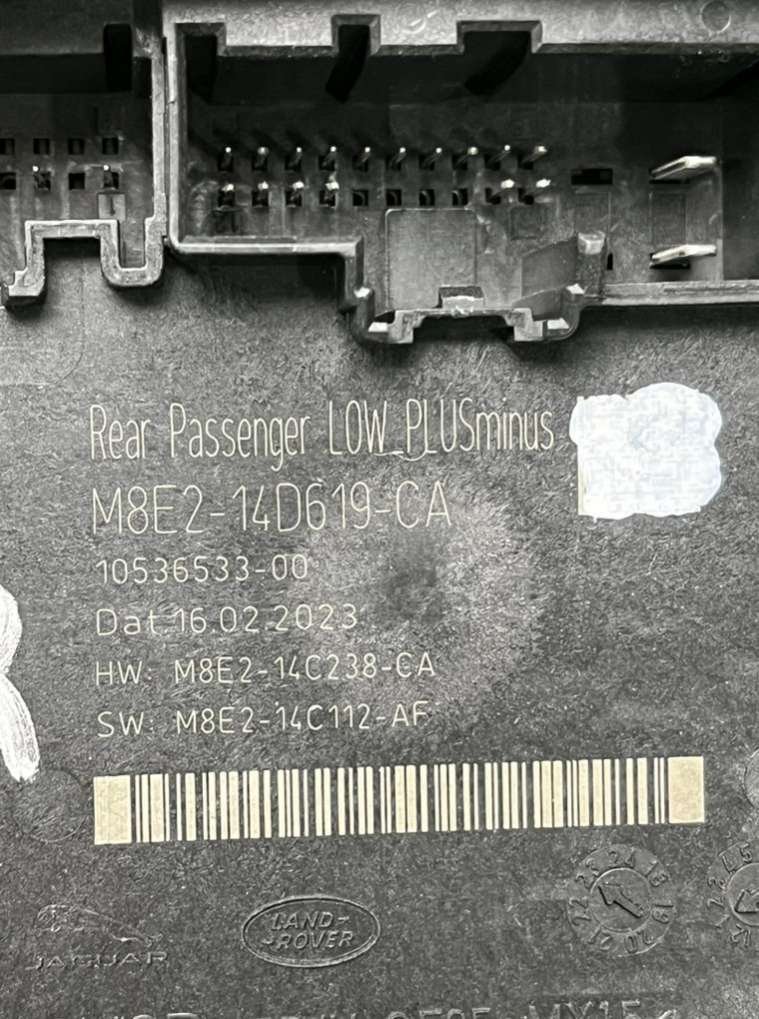 Rear Passenger LOW_PLUSminus
M8E2-14D619-CA
10536533-00
Dat.16.02.2023
HW: M8E2-14C238-CA
SW: M8E2-14C112-AF
JAGUAR
LAND-
-ROVER